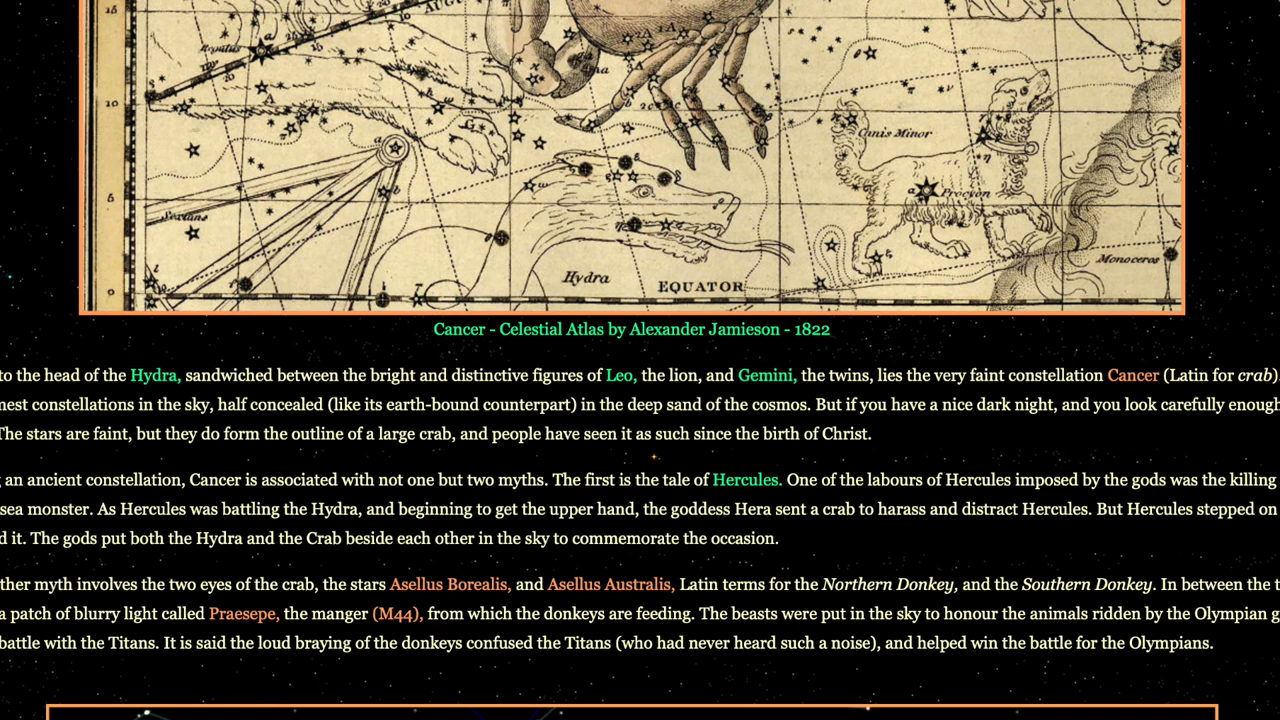 15
10
AUGU
Regulus
a
10
Canis Minor
5
a Procyon
Sextans
Monoceros
Hydra
EQUATOR
0
Cancer - Celestial Atlas by Alexander Jamieson - 1822
to the head of the Hydra, sandwiched between the bright and distinctive figures of Leo, the lion, and Gemini, the twins, lies the very faint constellation Cancer (Latin for crab).
nest constellations in the sky, half concealed (like its earth-bound counterpart) in the deep sand of the cosmos. But if you have a nice dark night, and you look carefully enough
The stars are faint, but they do form the outline of a large crab, and people have seen it as such since the birth of Christ.
an ancient constellation, Cancer is associated with not one but two myths. The first is the tale of Hercules. One of the labours of Hercules imposed by the gods was the killing
sea monster. As Hercules was battling the Hydra, and beginning to get the upper hand, the goddess Hera sent a crab to harass and distract Hercules. But Hercules stepped on
d it. The gods put both the Hydra and the Crab beside each other in the sky to commemorate the occasion.
ther myth involves the two eyes of the crab, the stars Asellus Borealis, and Asellus Australis, Latin terms for the Northern Donkey, and the Southern Donkey. In between the t
a patch of blurry light called Praesepe, the manger (M44), from which the donkeys are feeding. The beasts were put in the sky to honour the animals ridden by the Olympian g
battle with the Titans. It is said the loud braying of the donkeys confused the Titans (who had never heard such a noise), and helped win the battle for the Olympians.